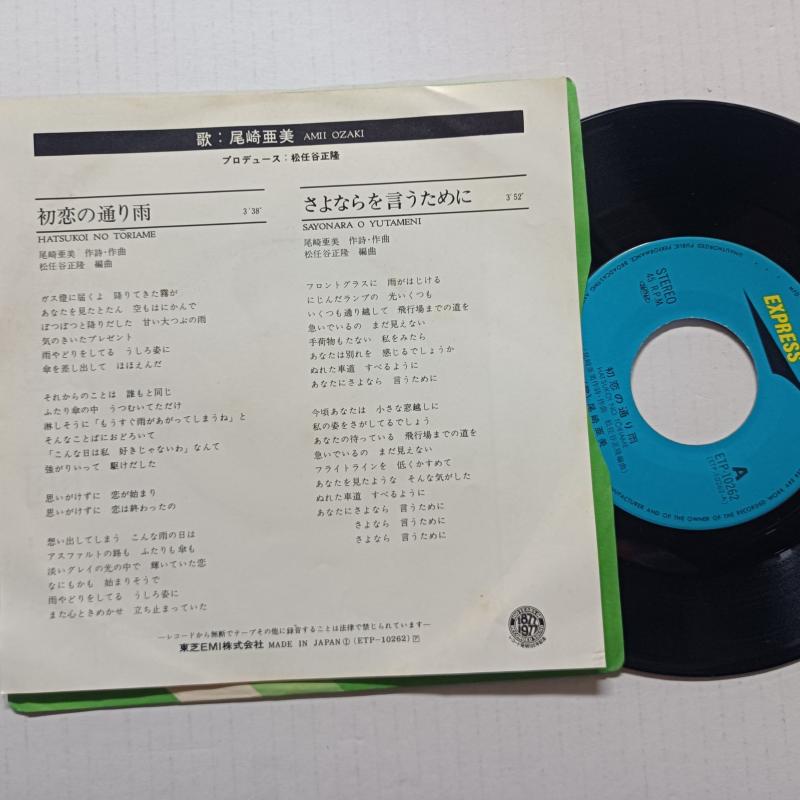 歌：尾崎亜美 AMII OZAKI
プロデュース：松任谷正隆
初恋の通り雨 3'38"
HATSUKOI NO TORIAME
尾崎亜美 作詩・作曲
松任谷正隆 編曲
ガス燈に届くよ 降りてきた霧が
あなたを見たとたん 空もはにかんで
ぽつぽつと降りだした 甘い大つぶの雨
気のきいたプレゼント
雨やどりをしてる うしろ姿に
傘を差し出して ほほえんだ
それからのことは 誰もと同じ
ふたり傘の中 うつむいてただけ
淋しそうに「もうすぐ雨があがってしまうね」と
そんなことばにおどろいて
「こんな日は私 好きじゃないわ」なんて
強がりいって 駆けだした
思いがけずに 恋が始まり
思いがけずに 恋は終わったの
想い出してしまう こんな雨の日は
アスファルトの路も ふたりも傘も
淡いグレイの光の中で 輝いていた恋
なにもかも 始まりそうで
雨やどりをしてる うしろ姿に
また心ときめかせ 立ち止まっていた
さよならを言うために 3'52"
SAYONARA O YUTAMENI
尾崎亜美 作詩・作曲
松任谷正隆 編曲
フロントグラスに 雨がはじける
にじんだランプの 光いくつも
いくつも通り越して 飛行場までの道を
急いでいるの まだ見えない
手荷物もたない 私をみたら
あなたは別れを 感じるでしょうか
ぬれた車道 すべるように
あなたにさよなら 言うために
今頃あなたは 小さな窓越しに
私の姿をさがしてるでしょう
あなたの待っている 飛行場までの道を
急いでいるの まだ見えない
フライトラインを 低くかすめて
あなたを見たような そんな気がした
ぬれた車道 すべるように
あなたにさよなら 言うために
さよなら 言うために
さよなら 言うために
―レコードから無断でテープその他に録音することは法律で禁じられています―
東芝EMI株式会社 MADE IN JAPAN Ⓘ (ETP-10262) Ⓟ
1877
1977
EXPRESS
STEREO
45 R.P.M.
初恋の通り雨
HATSUKOI NO TORIAME
尾崎亜美
A
ETP-10262
(ETP-10262-A)